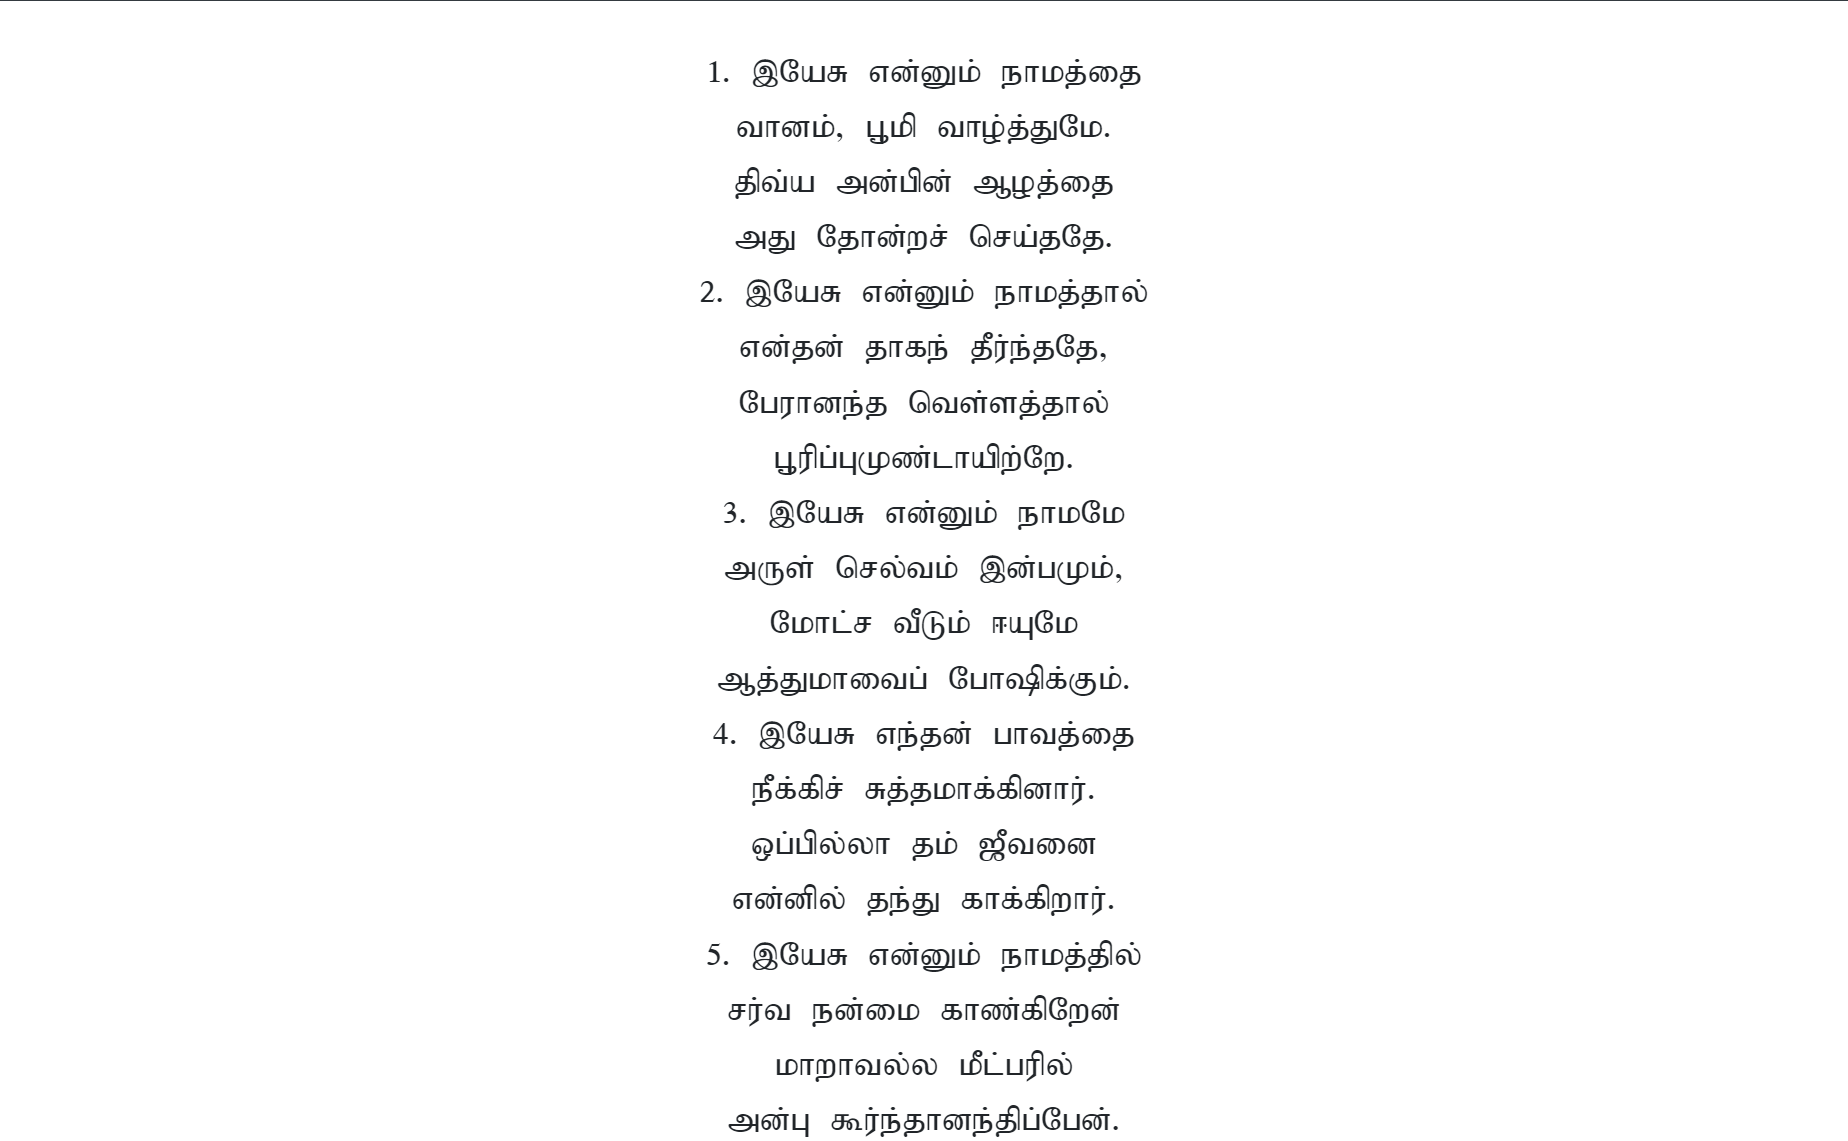 1. இயேசு என்னும் நாமத்தை
வானம், பூமி வாழ்த்துமே.
திவ்ய அன்பின் ஆழத்தை
அது தோன்றச் செய்ததே.
2. இயேசு என்னும் நாமத்தால்
என்தன் தாகந் தீர்ந்ததே,
பேரானந்த வெள்ளத்தால்
பூரிப்புமுண்டாயிற்றே.
3. இயேசு என்னும் நாமமே
அருள் செல்வம் இன்பமும்,
மோட்ச வீடும் ஈயுமே
ஆத்துமாவைப் போஷிக்கும்.
4. இயேசு எந்தன் பாவத்தை
நீக்கிச் சுத்தமாக்கினார்.
ஒப்பில்லா தம் ஜீவனை
என்னில் தந்து காக்கிறார்.
5. இயேசு என்னும் நாமத்தில்
சர்வ நன்மை காண்கிறேன்
மாறாவல்ல மீட்பரில்
அன்பு கூர்ந்தானந்திப்பேன்.